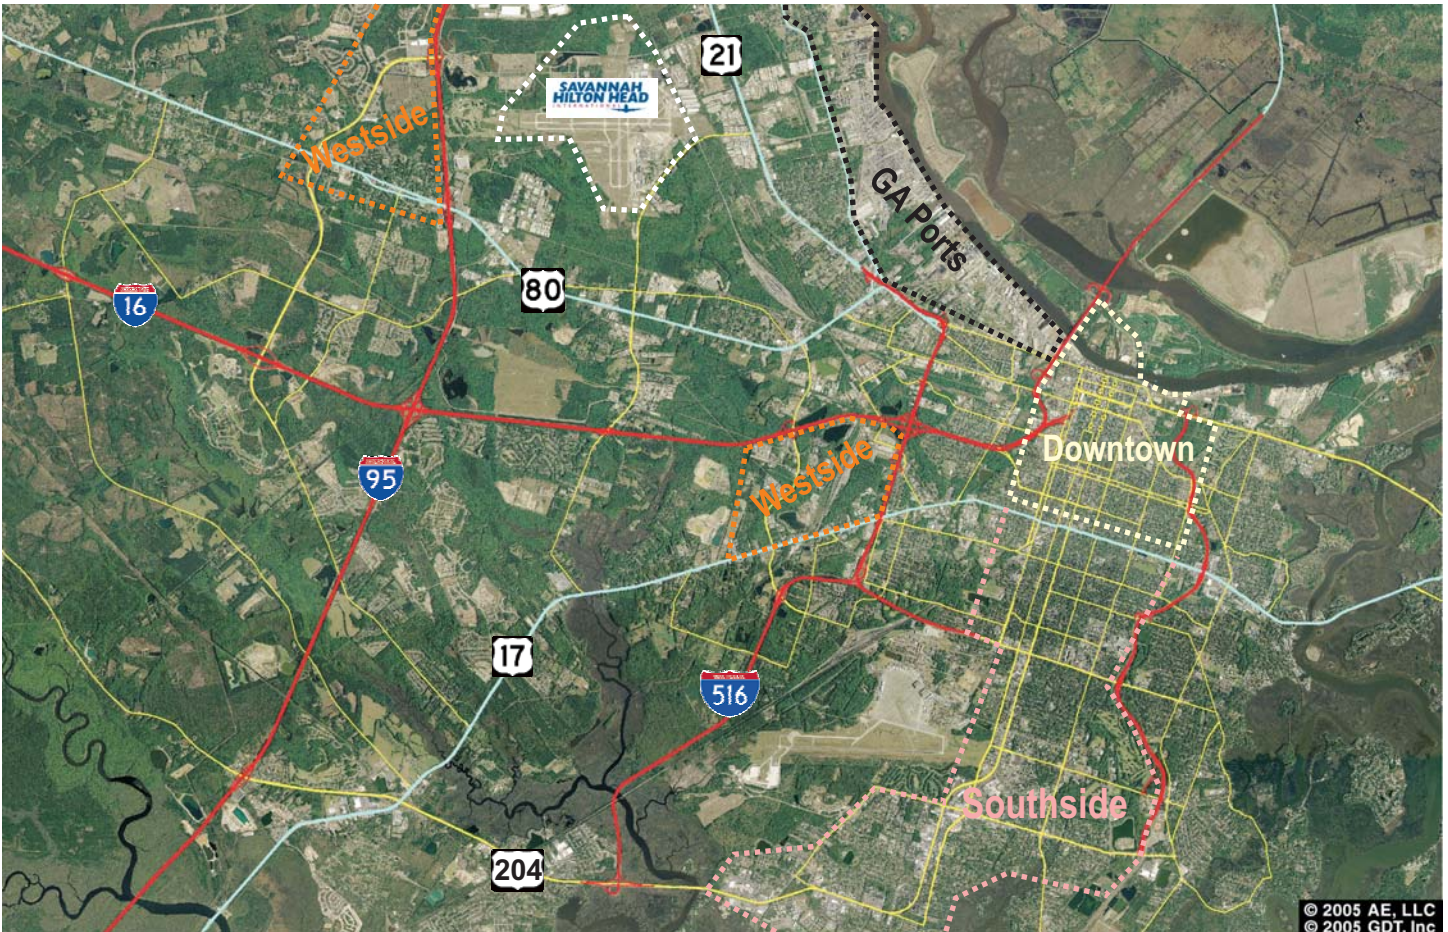 21
SAVANNAH
HILTON HEAD
INTERNATIONAL
Westside
GA Ports
80
16
Downtown
95
Westside
17
516
Southside
204
© 2005 AE, LLC
© 2005 GDT, Inc